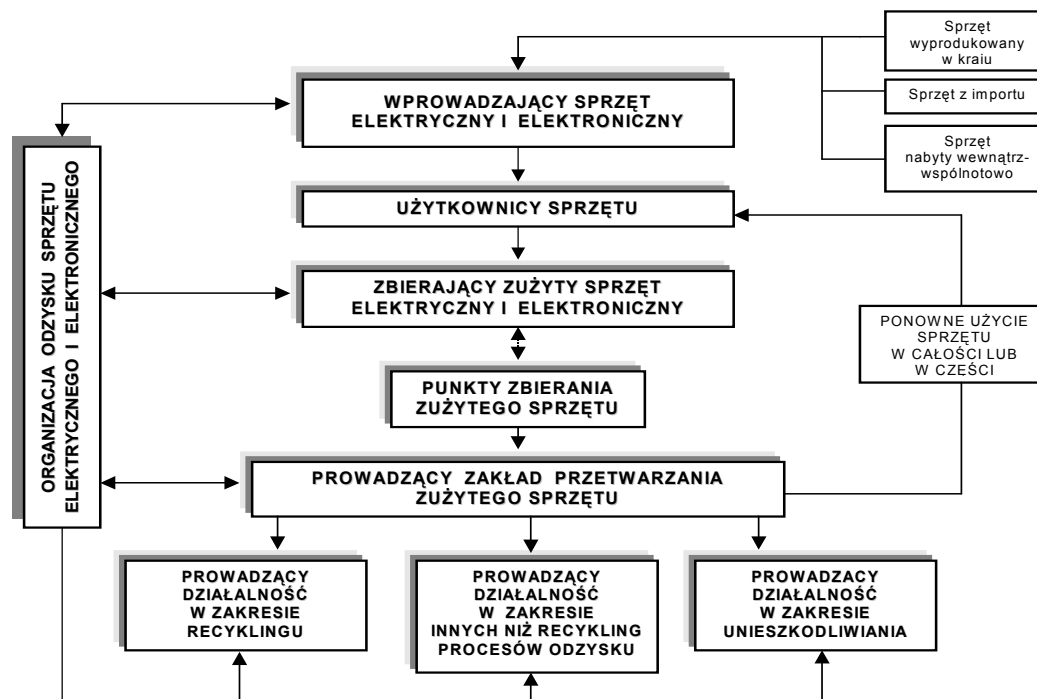 Sprzęt
wyprodukowany
w kraiu
Sprzęt z importu
Sprzęt
nabyty wewnątrz-
wspólnotowo
WPROWADZAJĄCY SPRZĘT
ELEKTRYCZNY I ELEKTRONICZNY
UŻYTKOWNICY SPRZĘTU
ZBIERAJĄCY ZUŻYTY SPRZĘT
ELEKTRYCZNY I ELEKTRONICZNY
PUNKTY ZBIERANIA
ZUŻYTEGO SPRZĘTU
PROWADZĄCY ZAKŁAD PRZETWARZANIA
ZUŻYTEGO SPRZĘTU
PONOWNE UŻYCIE
SPRZĘTU
W CAŁOŚCI LUB
W CZĘŚCI
ORGANIZACJA ODZYSKU SPRZĘTU
ELEKTRYCZNEGO I ELEKTRONICZNEGO
PROWADZĄCY
DZIAŁALNOŚĆ
W ZAKRESIE
RECYKLINGU
PROWADZĄCY
DZIAŁALNOŚĆ
W ZAKRESIE
INNYCH NIŻ RECYKLING
PROCESÓW ODZYSKU
PROWADZACY
DZIAŁALNOŚĆ
W ZAKRESIE
UNIESZKODLIWIANIA